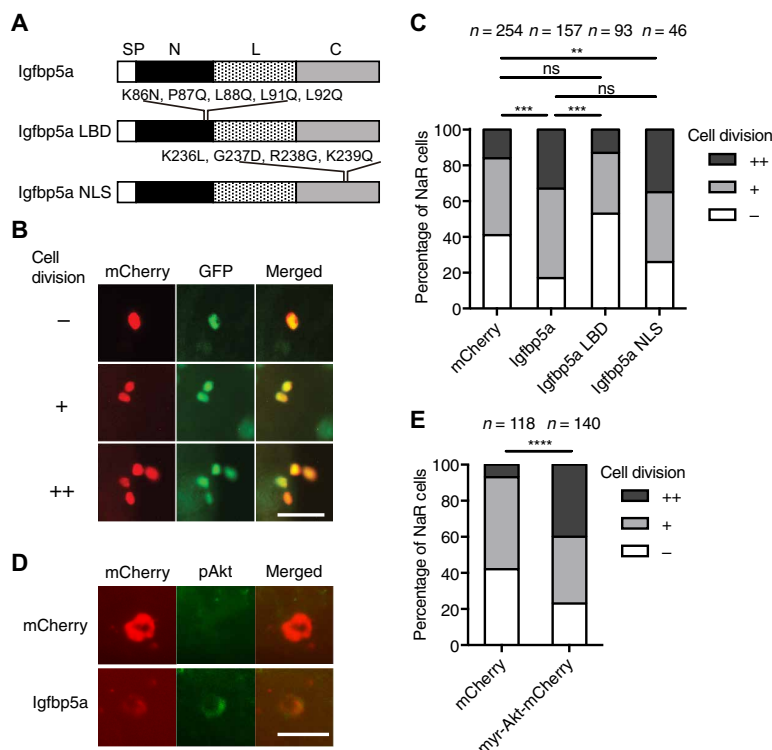 A
SP N L C
Igfbp5a
K86N, P87Q, L88Q, L91Q, L92Q
Igfbp5a LBD
K236L, G237D, R238G, K239Q
Igfbp5a NLS
B
Cell
division
mCherry GFP Merged
–
+
++
D
mCherry pAkt Merged
mCherry
Igfbp5a
C
n = 254 n = 157 n = 93 n = 46
**
ns
ns
*** ***
Percentage of NaR cells
100
80
60
40
20
0
mCherry
Igfbp5a
Igfbp5a LBD
Igfbp5a NLS
Cell division
++
+
–
E
n = 118 n = 140
****
Percentage of NaR cells
100
80
60
40
20
0
mCherry
myr-Akt-mCherry
Cell division
++
+
–